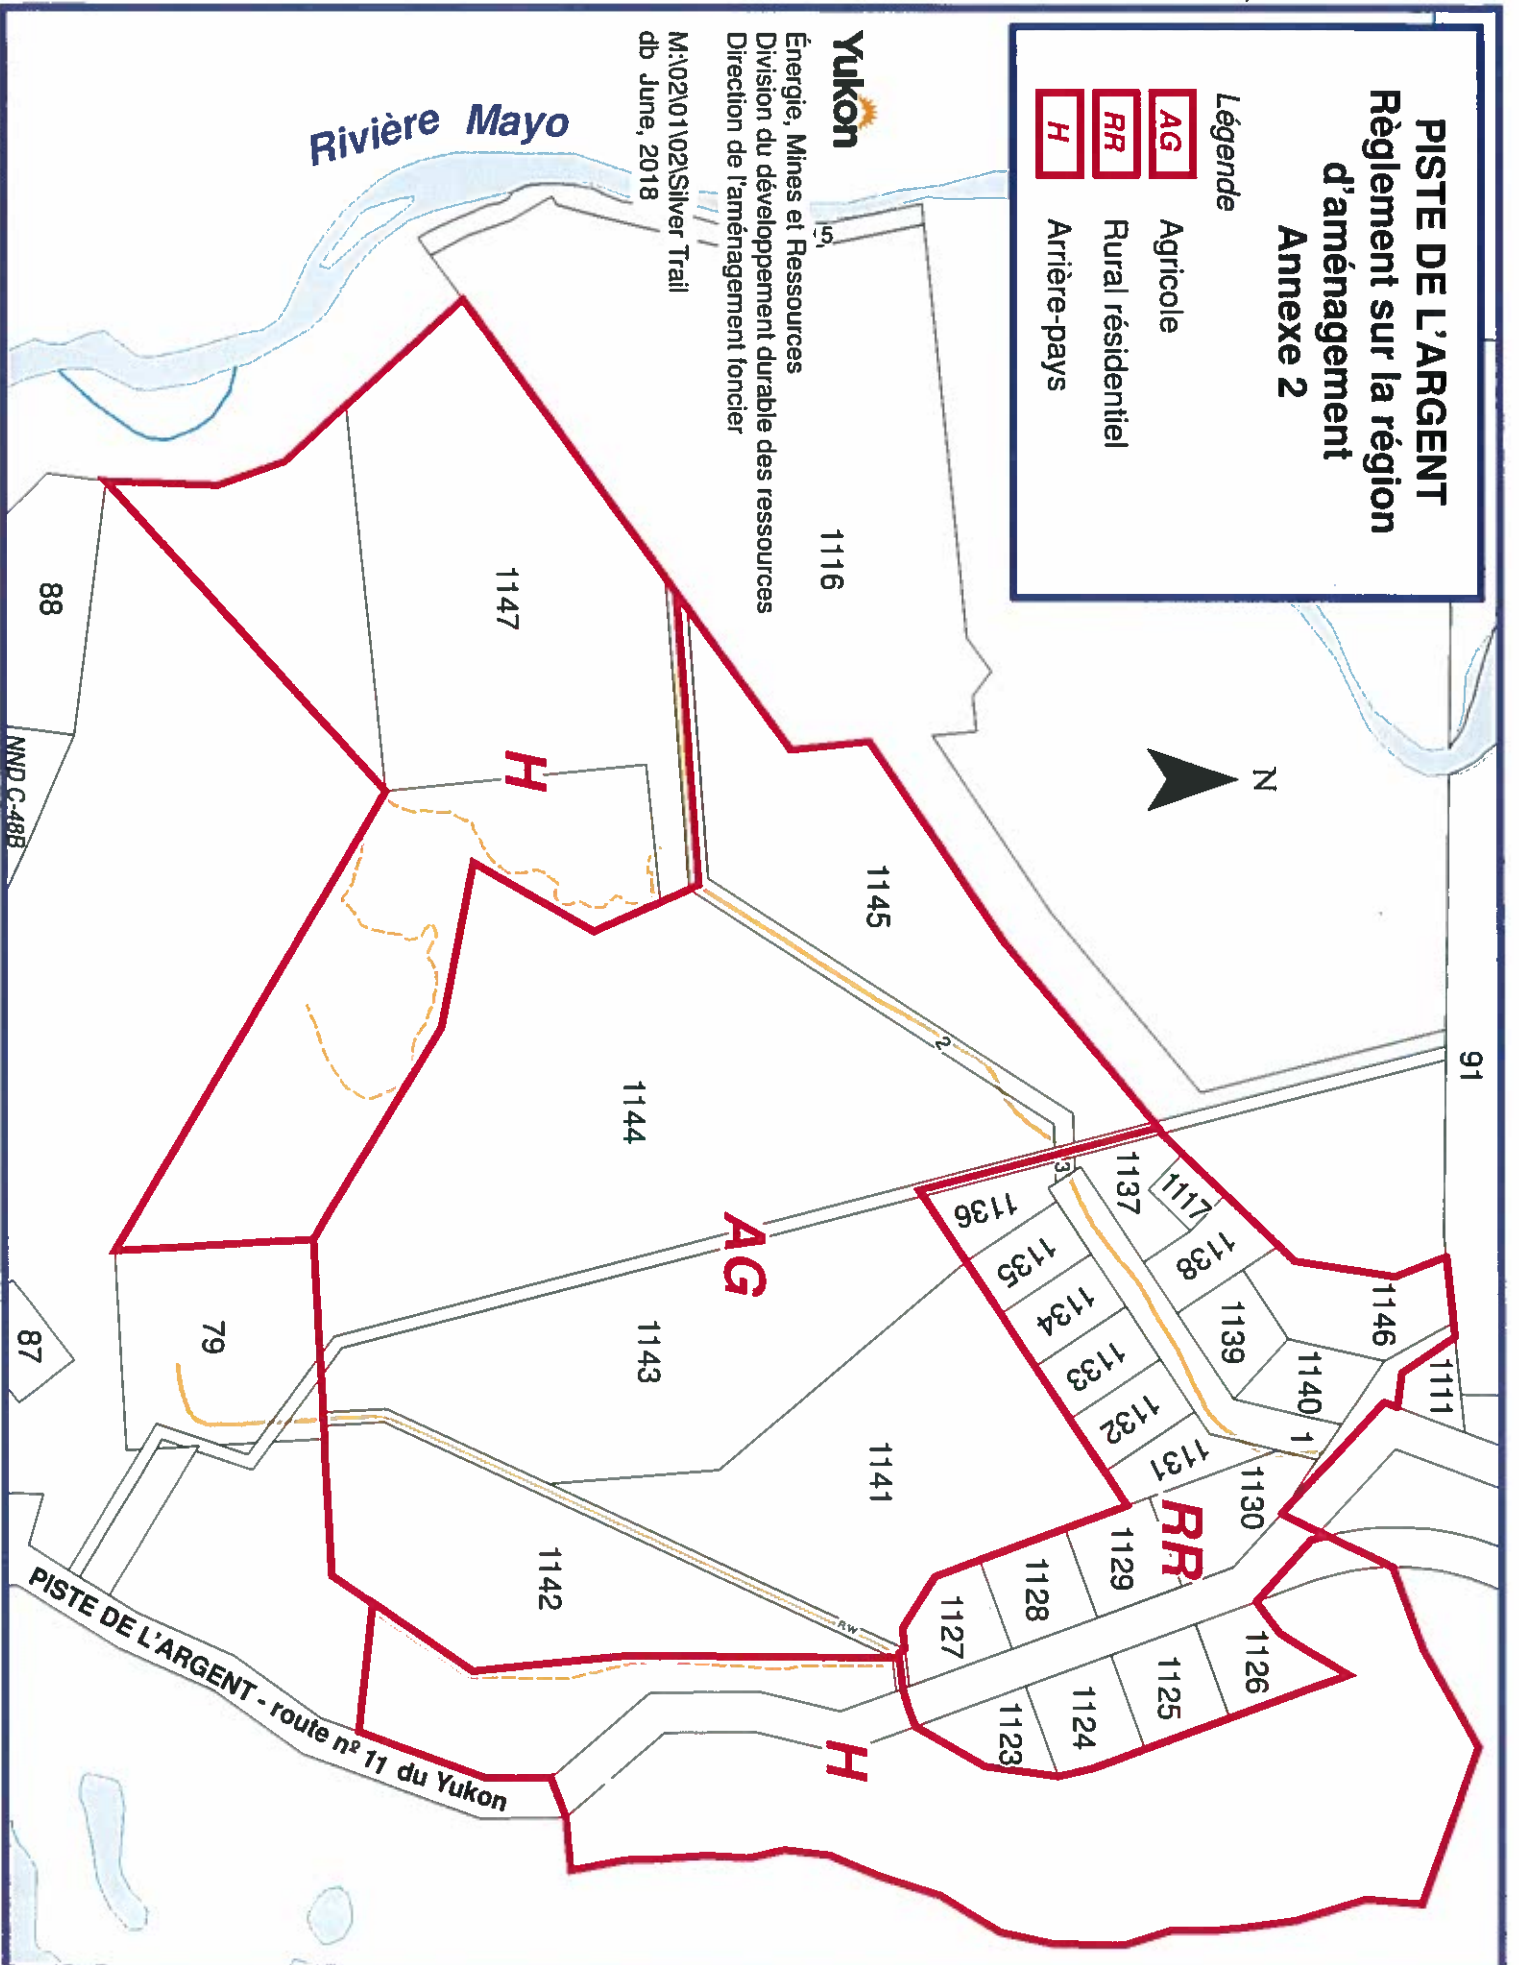 PISTE DE L'ARGENT
Règlement sur la région
d'aménagement
Annexe 2
Légende
AG Agricole
RR Rural résidentiel
H Arrière-pays
Yukon
Énergie, Mines et Ressources
Division du développement durable des ressources
Direction de l'aménagement foncier
M:\02\01\02\Silver Trail
db June, 2018
Rivière Mayo
N
91
5
1116
1147
88
NND C-48B
H
1145
2
1144
3
1137
1117
1138
1146
1111
1139
1140
1
1136
1135
1134
1133
1132
1131
1130
AG
RR
79
87
1143
1141
1142
RW
1129
1128
1127
1126
1125
1124
1123
H
PISTE DE L'ARGENT - route nº 11 du Yukon